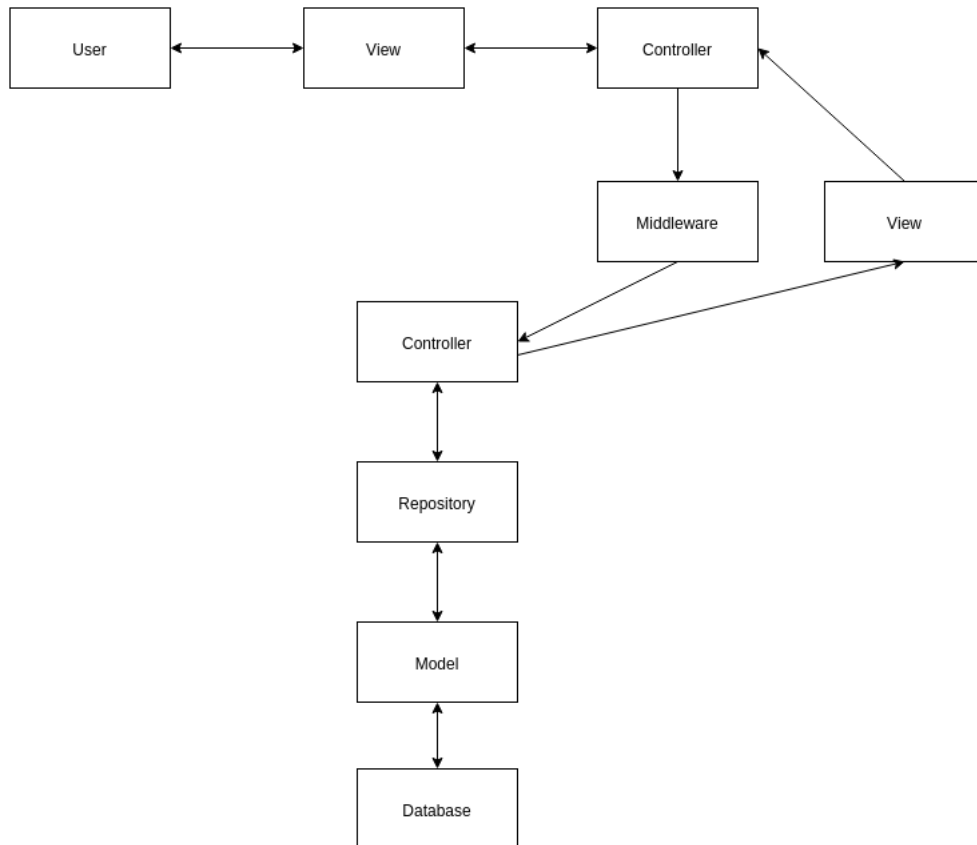 User
View
Controller
Middleware
View
Controller
Repository
Model
Database